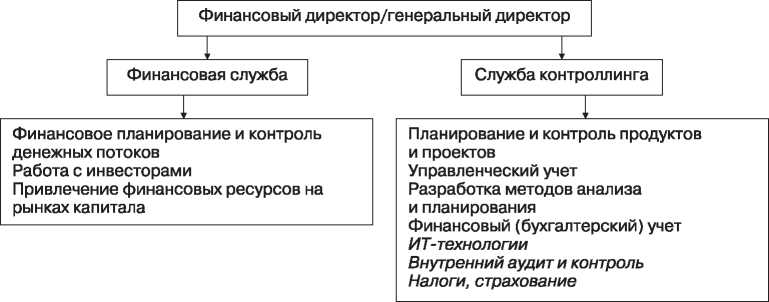 Финансовый директор/генеральный директор
Финансовая служба
Служба контроллинга
Финансовое планирование и контроль
денежных потоков
Работа с инвесторами
Привлечение финансовых ресурсов на
рынках капитала
Планирование и контроль продуктов
и проектов
Управленческий учет
Разработка методов анализа
и планирования
Финансовый (бухгалтерский) учет
ИТ-технологии
Внутренний аудит и контроль
Налоги, страхование